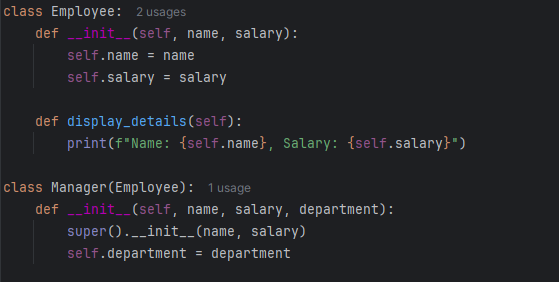 class Employee:  2 usages
    def __init__(self, name, salary):
        self.name = name
        self.salary = salary

    def display_details(self):
        print(f"Name: {self.name}, Salary: {self.salary}")

class Manager(Employee):  1 usage
    def __init__(self, name, salary, department):
        super().__init__(name, salary)
        self.department = department